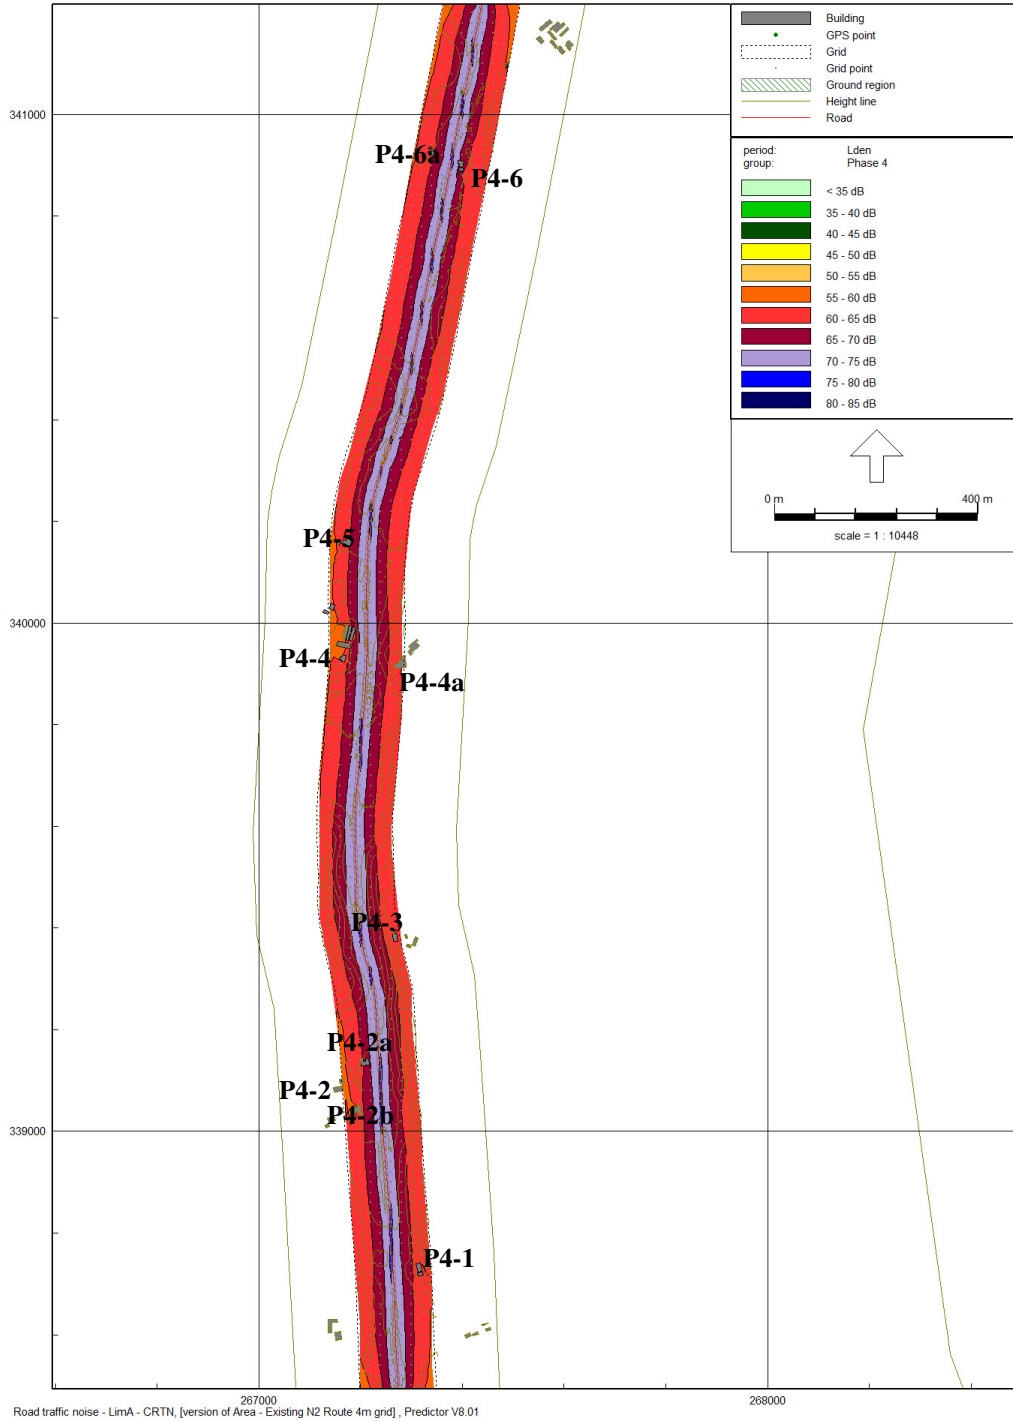 Building
GPS point
Grid
Grid point
Ground region
Height line
Road
period: Lden
group: Phase 4
< 35 dB
35 - 40 dB
40 - 45 dB
45 - 50 dB
50 - 55 dB
55 - 60 dB
60 - 65 dB
65 - 70 dB
70 - 75 dB
75 - 80 dB
80 - 85 dB
0 m 400 m
scale = 1 : 10448
341000
P4-6a
P4-6
P4-5
340000
P4-4
P4-4a
P4-3
P4-2a
P4-2
P4-2b
339000
P4-1
267000 268000
Road traffic noise - LimA - CRTN, [version of Area - Existing N2 Route 4m grid] , Predictor V8.01